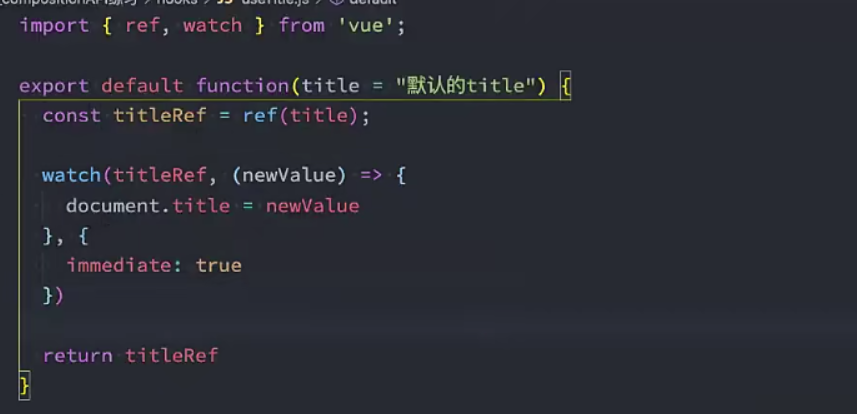 compositionAPI练习 > hooks > JS useTitle.js > default
import { ref, watch } from 'vue';
export default function(title = "默认的title") {
const titleRef = ref(title);
watch(titleRef, (newValue) => {
document.title = newValue
}, {
immediate: true
})
return titleRef
}